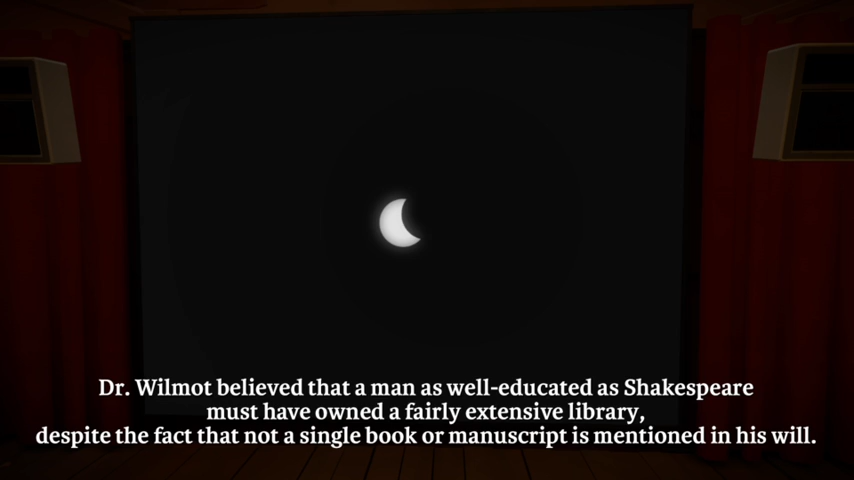 Dr. Wilmot believed that a man as well-educated as Shakespeare
must have owned a fairly extensive library,
despite the fact that not a single book or manuscript is mentioned in his will.